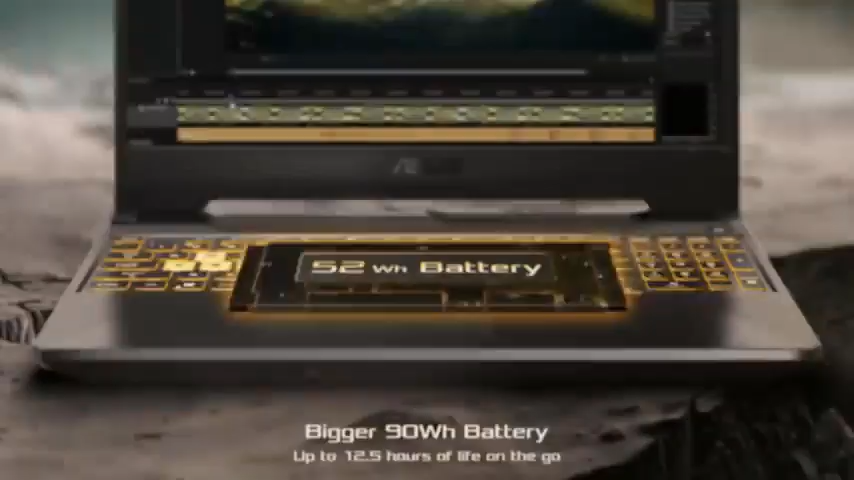 52 Wh Battery
Bigger 90Wh Battery
Up to 12.5 hours of life on the go